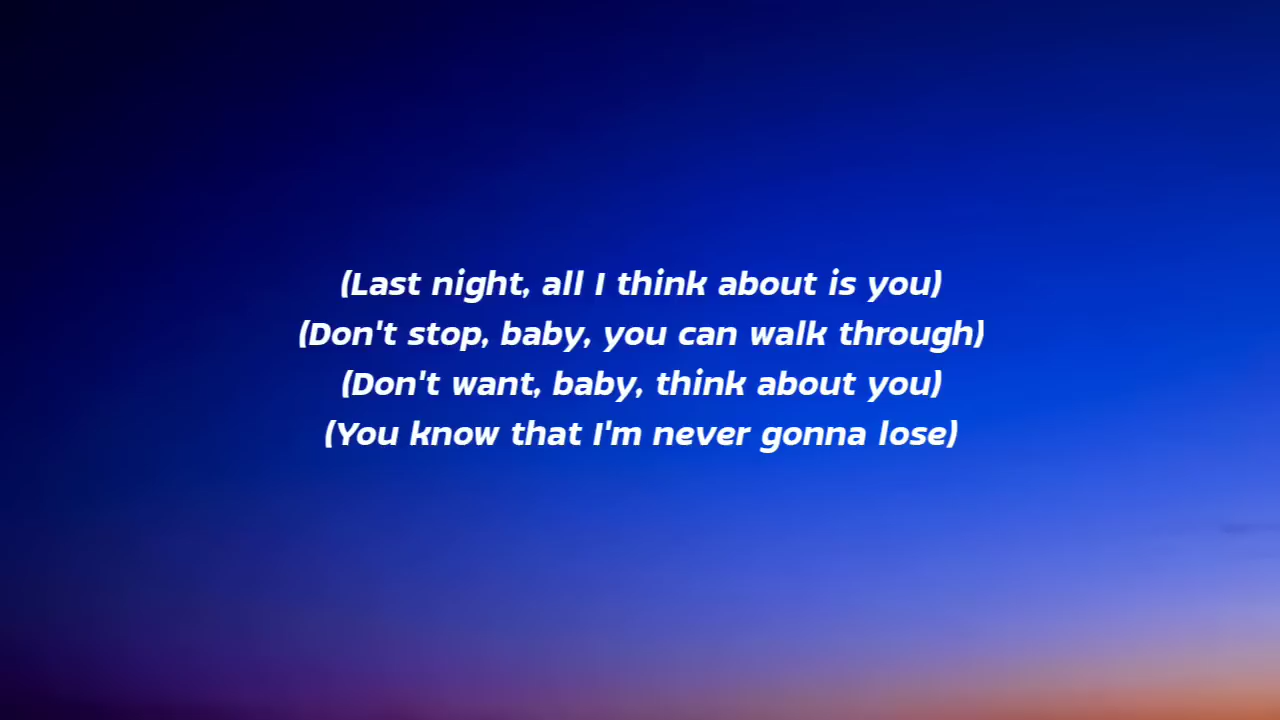 (Last night, all I think about is you)
(Don't stop, baby, you can walk through)
(Don't want, baby, think about you)
(You know that I'm never gonna lose)